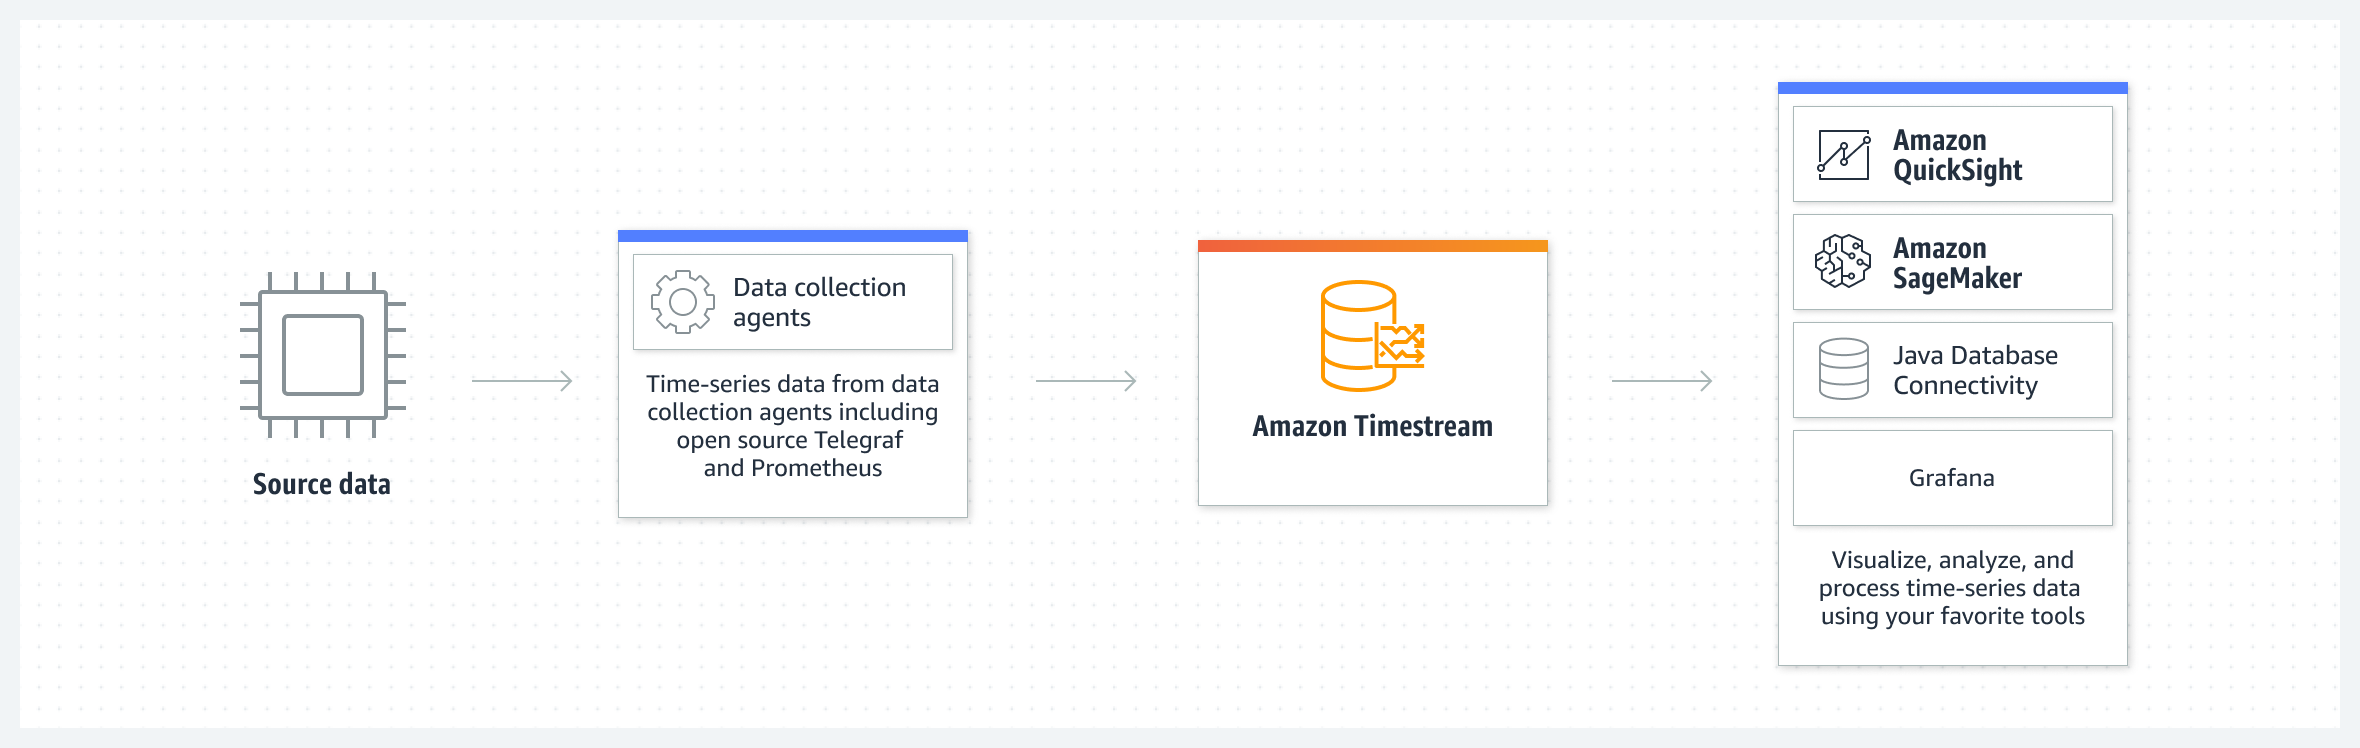 Source data
Data collection
agents
Time-series data from data
collection agents including
open source Telegraf
and Prometheus
Amazon Timestream
Amazon
QuickSight
Amazon
SageMaker
Java Database
Connectivity
Grafana
Visualize, analyze, and
process time-series data
using your favorite tools